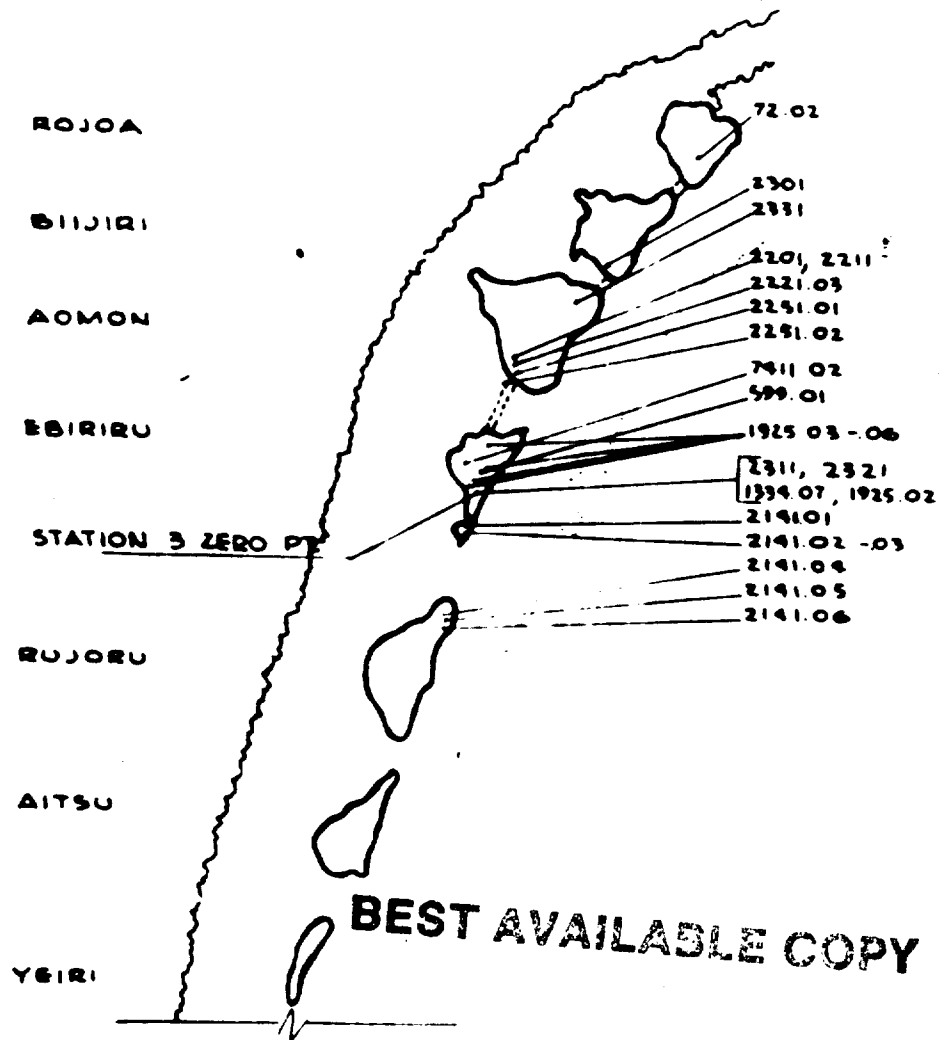 ROJOA
72.02
2301
BIIJIRI
2331
2201, 2211
2221.03
AOMON
2251.01
2251.02
7411 02
599.01
EBIRIRU
1925 03 -.06
2311, 2321
1334.07, 1925.02
2141.01
STATION 3 ZERO PT
2141.02 -.03
2141.04
2141.05
2141.06
RUJORU
AITSU
BEST AVAILABLE COPY
YEIRI